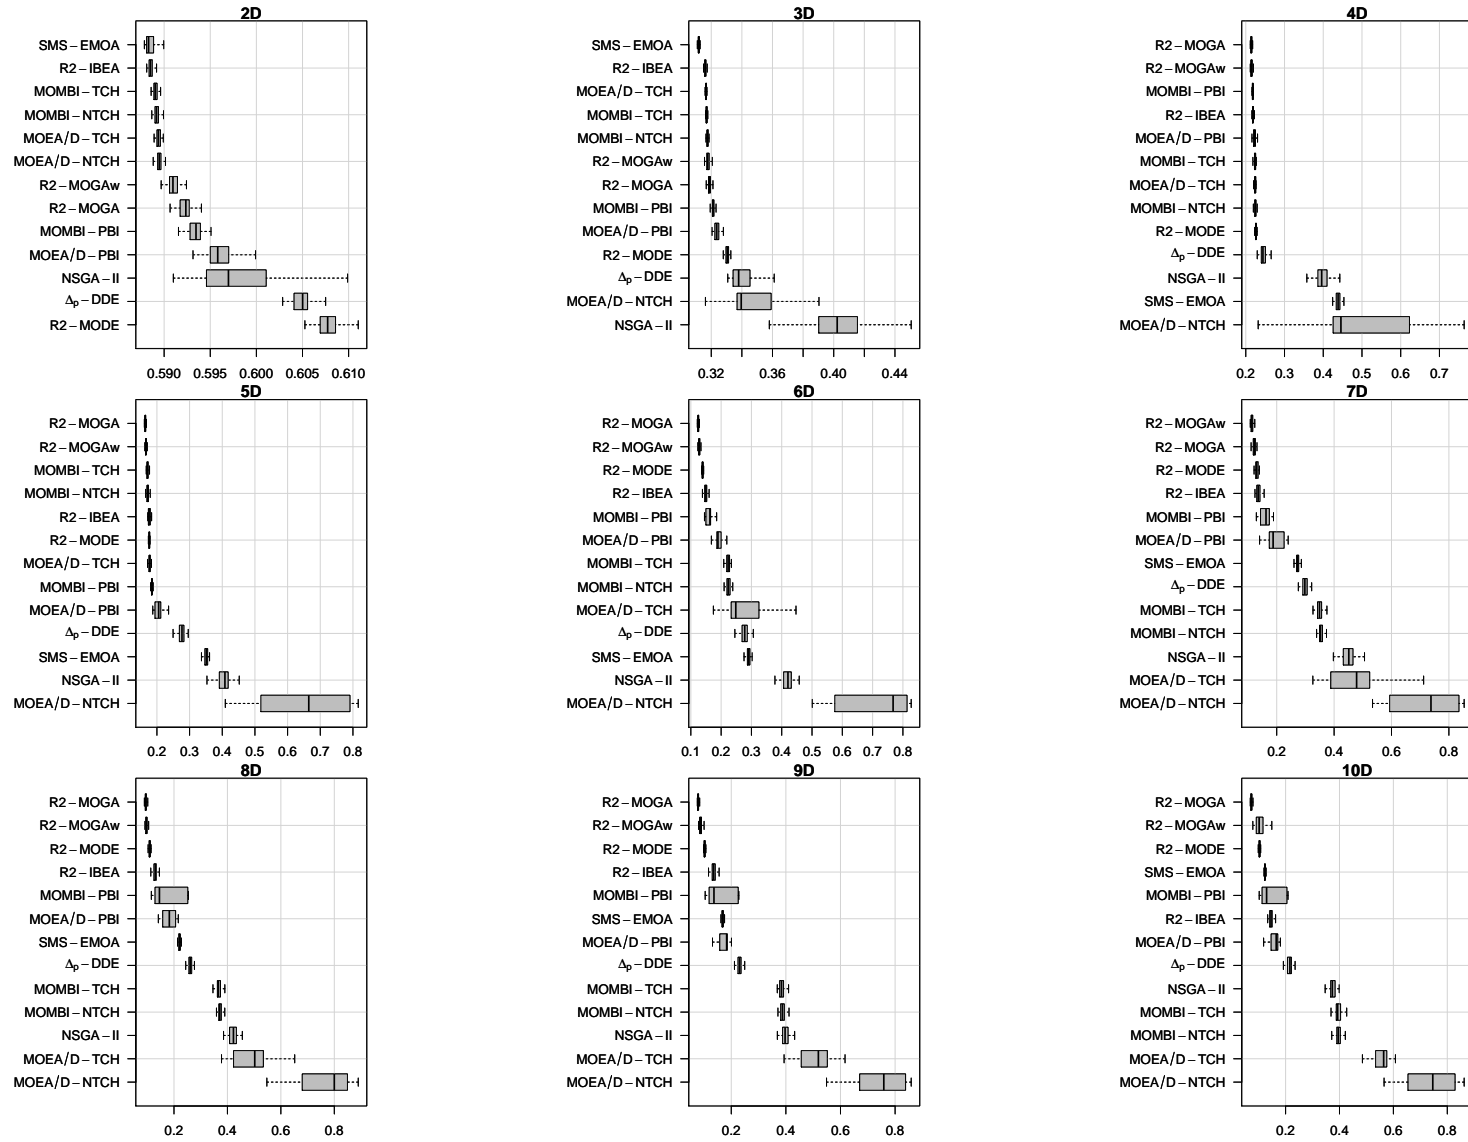 2D
SMS−EMOA
R2−IBEA
MOMBI−TCH
MOMBI−NTCH
MOEA/D−TCH
MOEA/D−NTCH
R2−MOGAw
R2−MOGA
MOMBI−PBI
MOEA/D−PBI
NSGA−II
Δp−DDE
R2−MODE
0.590 0.595 0.600 0.605 0.610
3D
SMS−EMOA
R2−IBEA
MOEA/D−TCH
MOMBI−TCH
MOMBI−NTCH
R2−MOGAw
R2−MOGA
MOMBI−PBI
MOEA/D−PBI
R2−MODE
Δp−DDE
MOEA/D−NTCH
NSGA−II
0.32 0.36 0.40 0.44
4D
R2−MOGA
R2−MOGAw
MOMBI−PBI
R2−IBEA
MOEA/D−PBI
MOMBI−TCH
MOEA/D−TCH
MOMBI−NTCH
R2−MODE
Δp−DDE
NSGA−II
SMS−EMOA
MOEA/D−NTCH
0.2 0.3 0.4 0.5 0.6 0.7
5D
R2−MOGA
R2−MOGAw
MOMBI−TCH
MOMBI−NTCH
R2−IBEA
R2−MODE
MOEA/D−TCH
MOMBI−PBI
MOEA/D−PBI
Δp−DDE
SMS−EMOA
NSGA−II
MOEA/D−NTCH
0.2 0.3 0.4 0.5 0.6 0.7 0.8
6D
R2−MOGA
R2−MOGAw
R2−MODE
R2−IBEA
MOMBI−PBI
MOEA/D−PBI
MOMBI−TCH
MOMBI−NTCH
MOEA/D−TCH
Δp−DDE
SMS−EMOA
NSGA−II
MOEA/D−NTCH
0.1 0.2 0.3 0.4 0.5 0.6 0.7 0.8
7D
R2−MOGAw
R2−MOGA
R2−MODE
R2−IBEA
MOMBI−PBI
MOEA/D−PBI
SMS−EMOA
Δp−DDE
MOMBI−TCH
MOMBI−NTCH
NSGA−II
MOEA/D−TCH
MOEA/D−NTCH
0.2 0.4 0.6 0.8
8D
R2−MOGA
R2−MOGAw
R2−MODE
R2−IBEA
MOMBI−PBI
MOEA/D−PBI
SMS−EMOA
Δp−DDE
MOMBI−TCH
MOMBI−NTCH
NSGA−II
MOEA/D−TCH
MOEA/D−NTCH
0.2 0.4 0.6 0.8
9D
R2−MOGA
R2−MOGAw
R2−MODE
R2−IBEA
MOMBI−PBI
SMS−EMOA
MOEA/D−PBI
Δp−DDE
MOMBI−TCH
MOMBI−NTCH
NSGA−II
MOEA/D−TCH
MOEA/D−NTCH
0.2 0.4 0.6 0.8
10D
R2−MOGA
R2−MOGAw
R2−MODE
SMS−EMOA
MOMBI−PBI
R2−IBEA
MOEA/D−PBI
Δp−DDE
NSGA−II
MOMBI−TCH
MOMBI−NTCH
MOEA/D−TCH
MOEA/D−NTCH
0.2 0.4 0.6 0.8